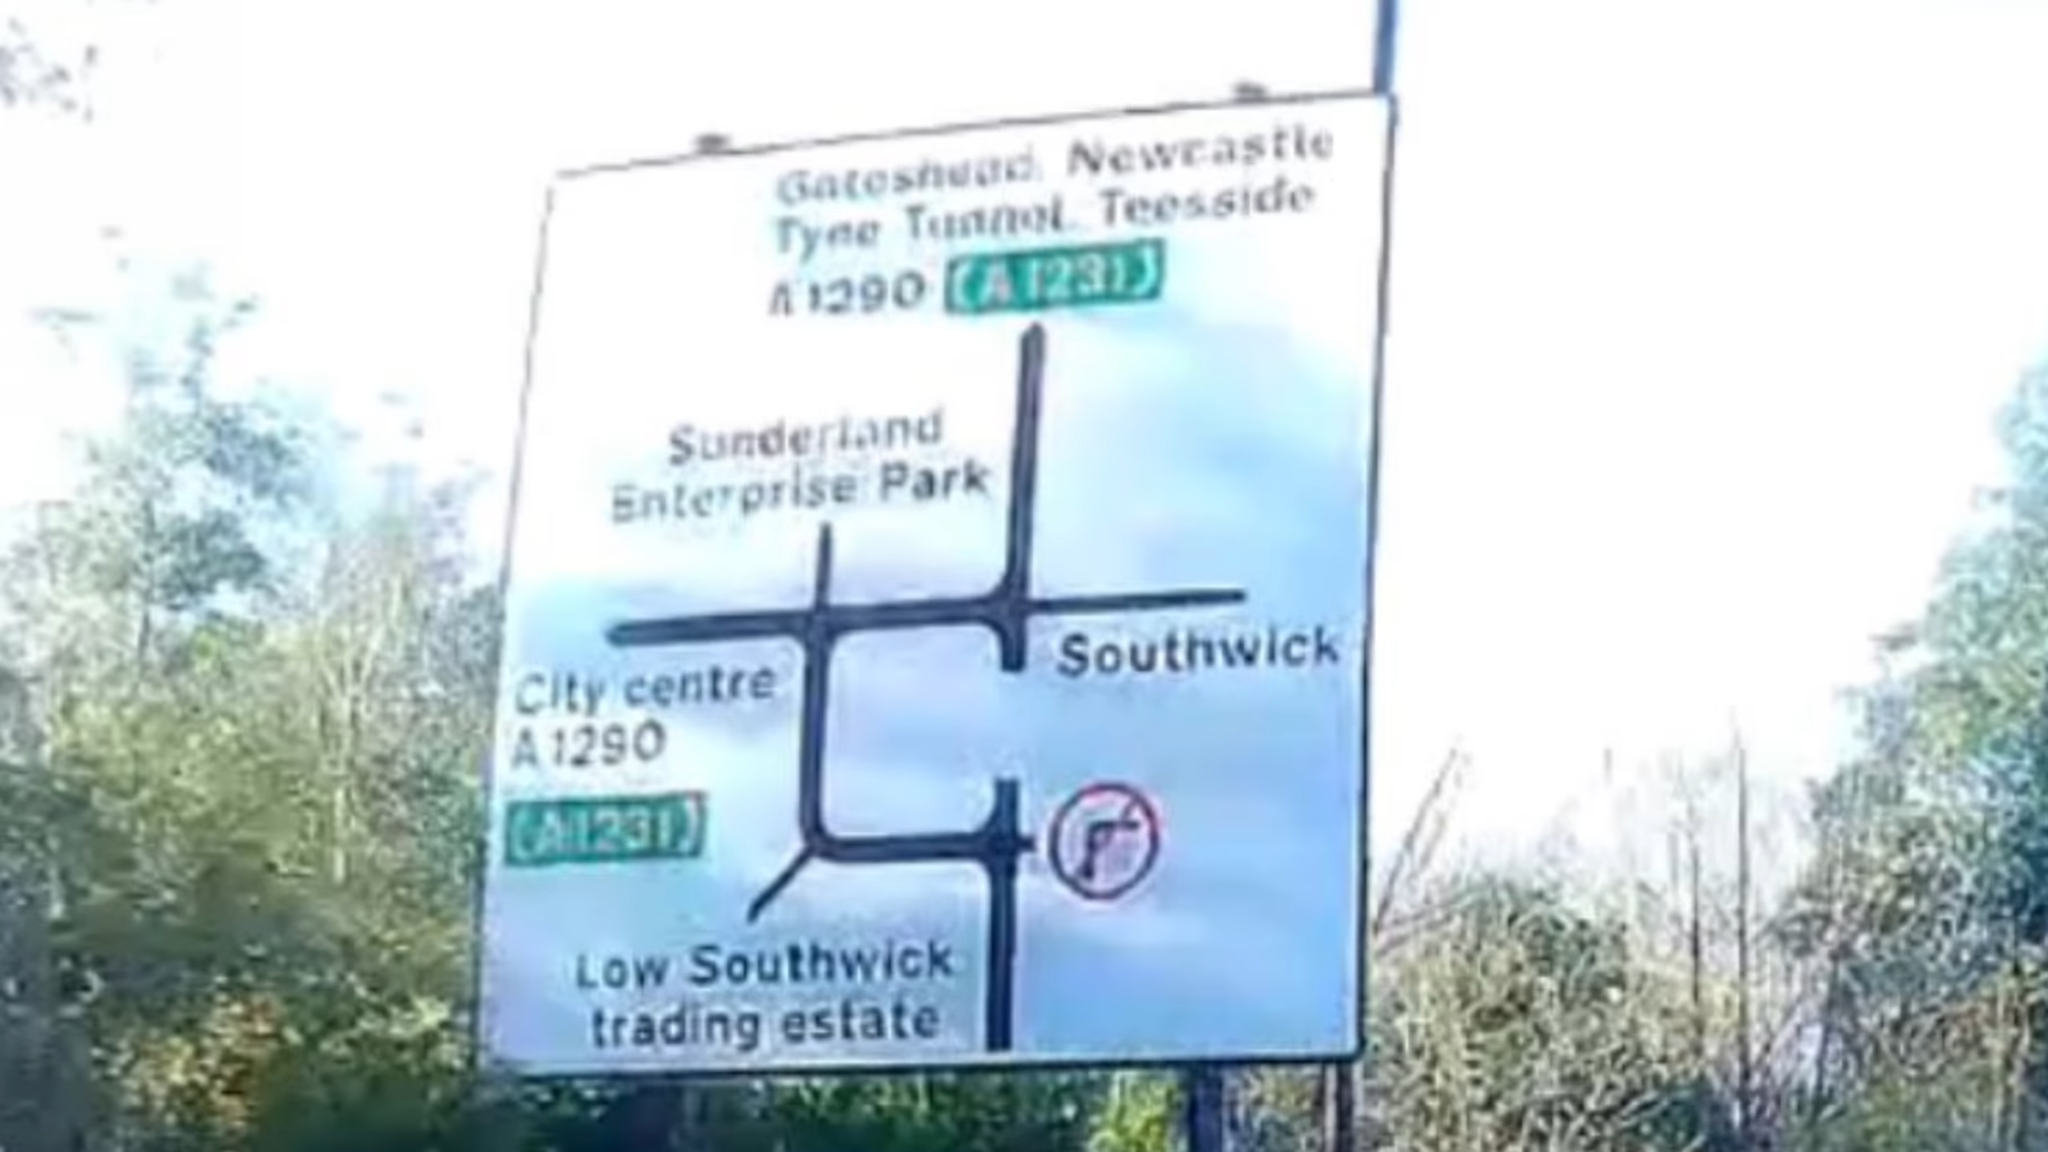 Gateshead, Newcastle
Tyne Tunnel, Teesside
A1290 (A1231)
Sunderland
Enterprise Park
Southwick
City centre
A1290
(A1231)
Low Southwick
trading estate